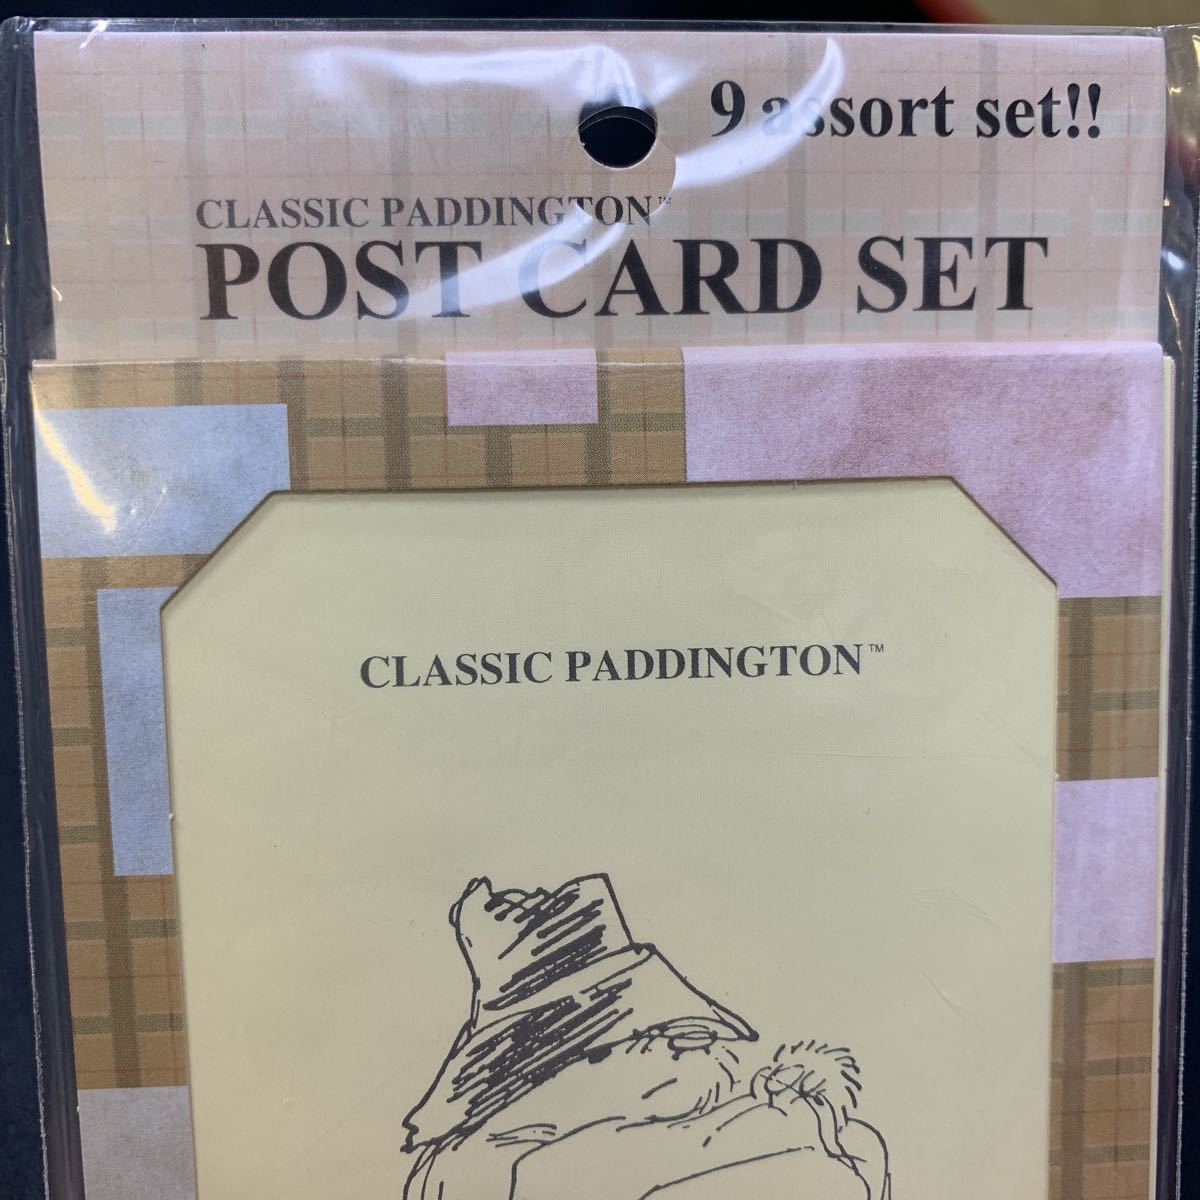 9 assort set!!
CLASSIC PADDINGTON™
POST CARD SET
CLASSIC PADDINGTON™